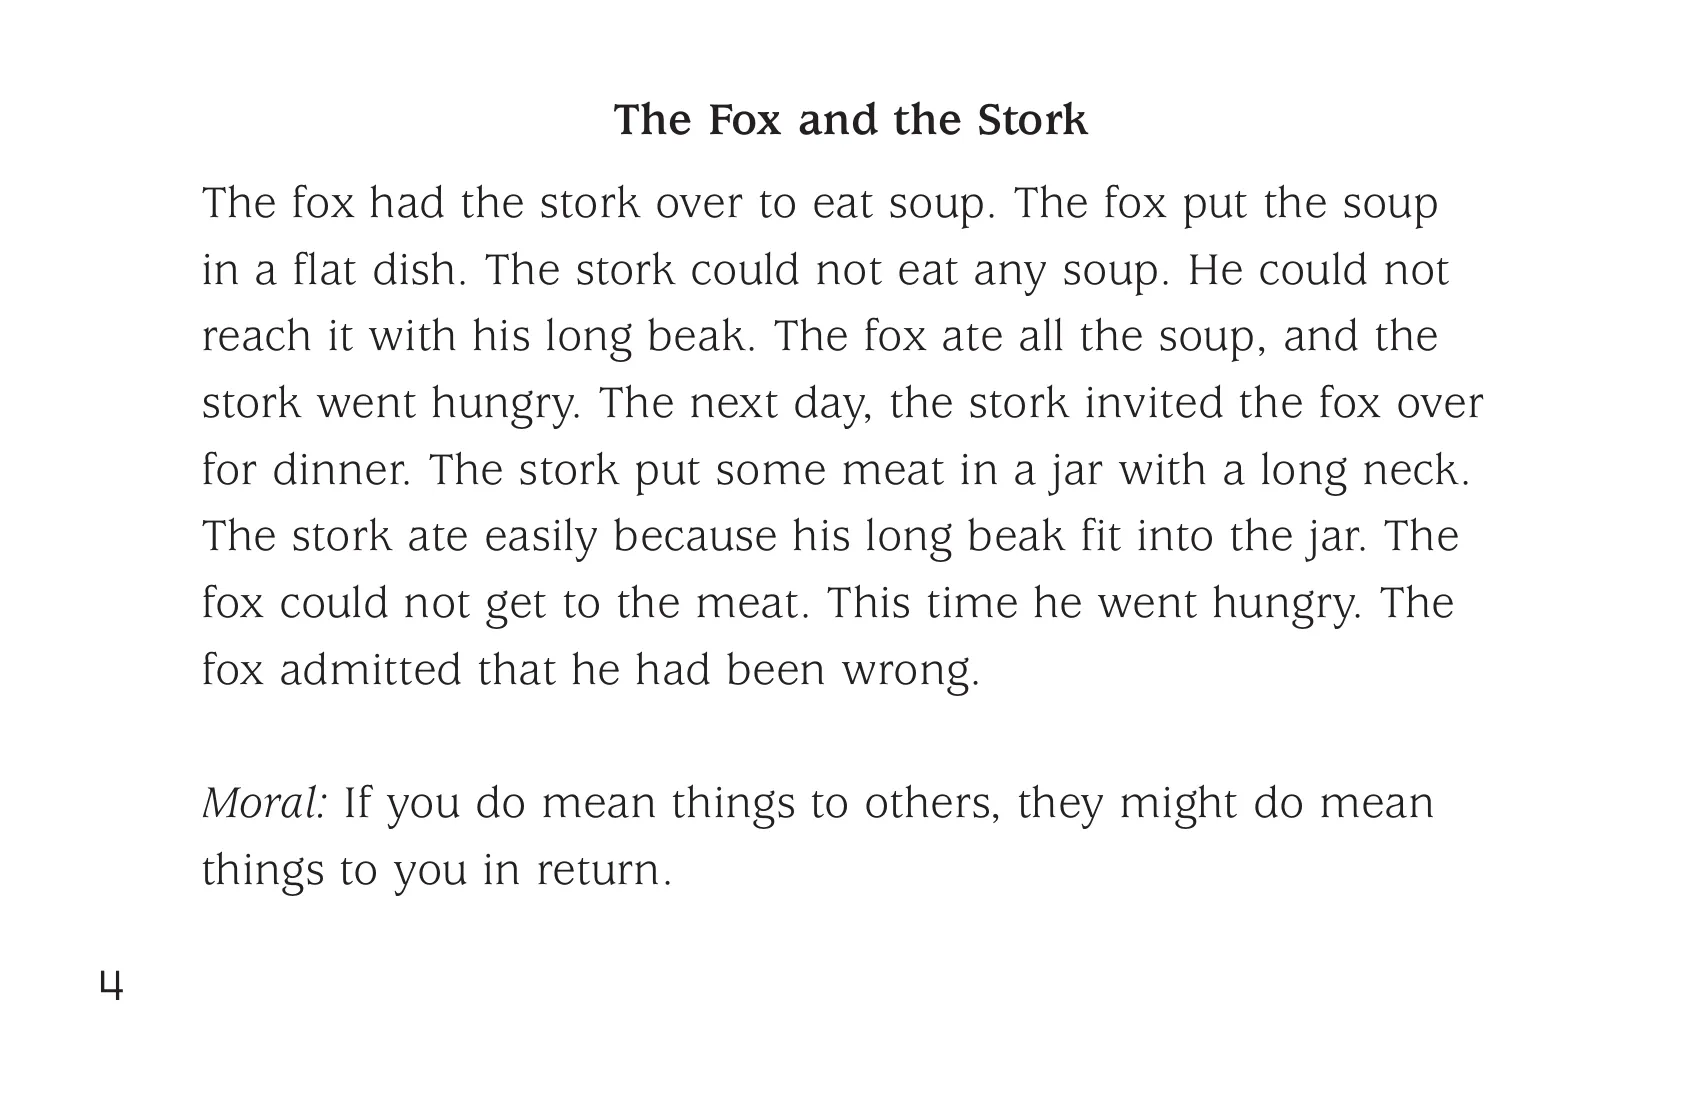 The Fox and the Stork
The fox had the stork over to eat soup. The fox put the soup
in a flat dish. The stork could not eat any soup. He could not
reach it with his long beak. The fox ate all the soup, and the
stork went hungry. The next day, the stork invited the fox over
for dinner. The stork put some meat in a jar with a long neck.
The stork ate easily because his long beak fit into the jar. The
fox could not get to the meat. This time he went hungry. The
fox admitted that he had been wrong.
Moral: If you do mean things to others, they might do mean
things to you in return.
4